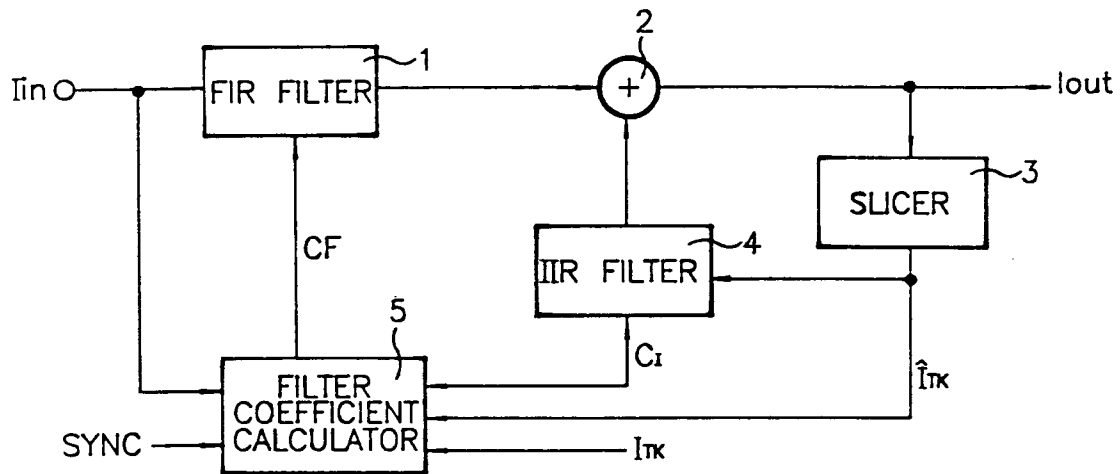 1
2
Iin
FIR FILTER
Iout
3
SLICER
4
IIR FILTER
CF
5
CI
ÎTK
FILTER
COEFFICIENT
CALCULATOR
SYNC
ITK